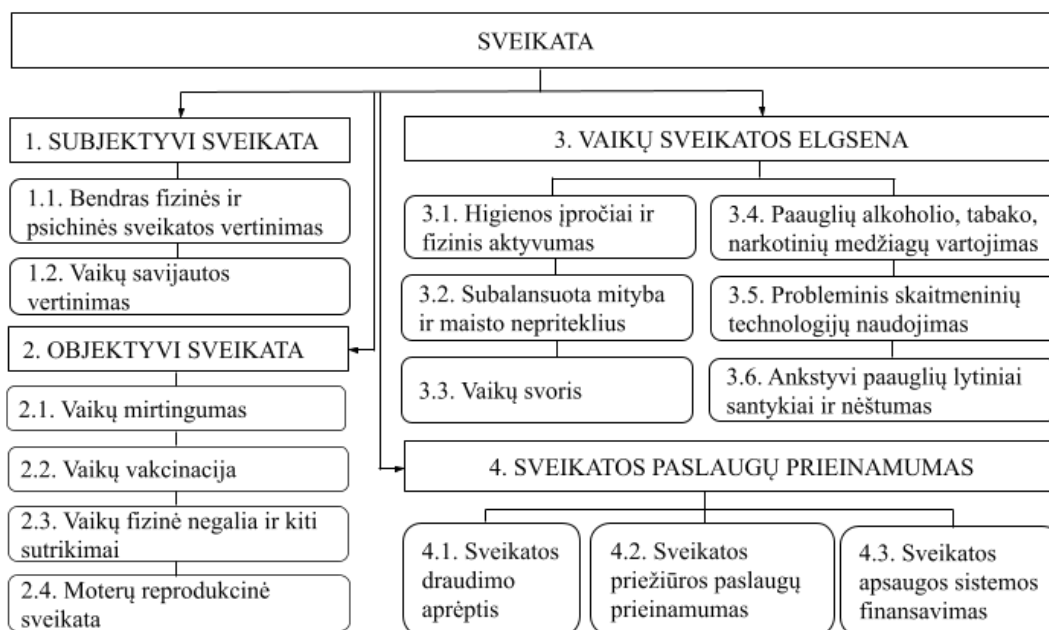 SVEIKATA
1. SUBJEKTYVI SVEIKATA
1.1. Bendras fizinės ir
psichinės sveikatos vertinimas
1.2. Vaikų savijautos
vertinimas
2. OBJEKTYVI SVEIKATA
2.1. Vaikų mirtingumas
2.2. Vaikų vakcinacija
2.3. Vaikų fizinė negalia ir kiti
sutrikimai
2.4. Moterų reprodukcinė
sveikata
3. VAIKŲ SVEIKATOS ELGSENA
3.1. Higienos įpročiai ir
fizinis aktyvumas
3.2. Subalansuota mityba
ir maisto nepriteklius
3.3. Vaikų svoris
3.4. Paauglių alkoholio, tabako,
narkotinių medžiagų vartojimas
3.5. Probleminis skaitmeninių
technologijų naudojimas
3.6. Ankstyvi paauglių lytiniai
santykiai ir nėštumas
4. SVEIKATOS PASLAUGŲ PRIEINAMUMAS
4.1. Sveikatos
draudimo
aprėptis
4.2. Sveikatos
priežiūros paslaugų
prieinamumas
4.3. Sveikatos
apsaugos sistemos
finansavimas